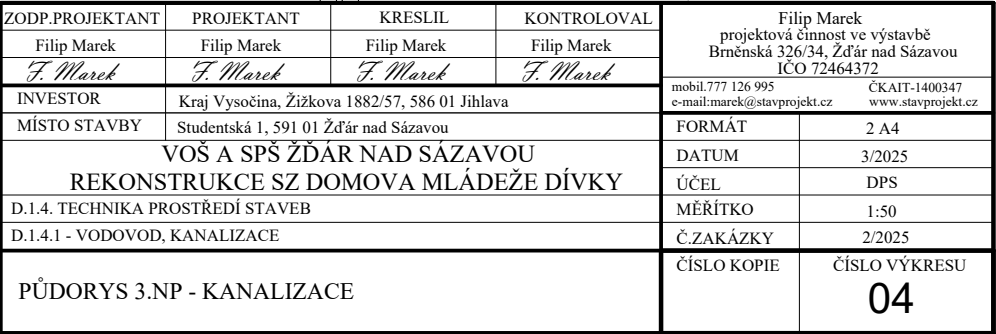 ZODP.PROJEKTANT PROJEKTANT KRESLIL KONTROLOVAL
Filip Marek Filip Marek Filip Marek Filip Marek
F. Marek F. Marek F. Marek F. Marek
Filip Marek
projektová činnost ve výstavbě
Brněnská 326/34, Žďár nad Sázavou
IČO 72464372
mobil.777 126 995 ČKAIT-1400347
e-mail:marek@stavprojekt.cz www.stavprojekt.cz
INVESTOR Kraj Vysočina, Žižkova 1882/57, 586 01 Jihlava
MÍSTO STAVBY Studentská 1, 591 01 Žďár nad Sázavou
VOŠ A SPŠ ŽĎÁR NAD SÁZAVOU
REKONSTRUKCE SZ DOMOVA MLÁDEŽE DÍVKY
D.1.4. TECHNIKA PROSTŘEDÍ STAVEB
D.1.4.1 - VODOVOD, KANALIZACE
FORMÁT 2 A4
DATUM 3/2025
ÚČEL DPS
MĚŘÍTKO 1:50
Č.ZAKÁZKY 2/2025
PŮDORYS 3.NP - KANALIZACE
ČÍSLO KOPIE ČÍSLO VÝKRESU
04